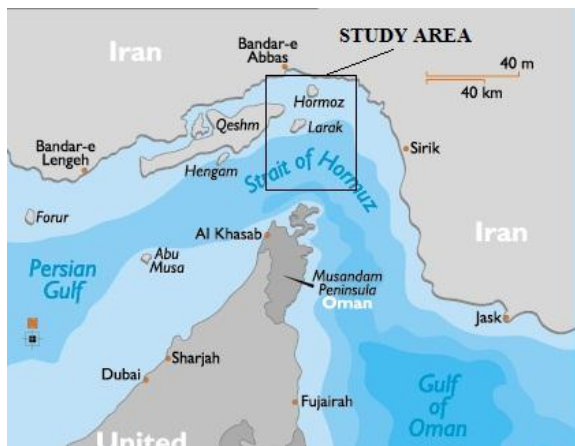 STUDY AREA
Iran
Bandar-e
Abbas
40 m
40 km
Hormoz
Qeshm
Larak
Bandar-e
Lengeh
Hengam
Sirik
Strait of Hormuz
Forur
Al Khasab
Iran
Abu
Musa
Persian
Gulf
Musandam
Peninsula
Oman
N
Jask
Sharjah
Dubai
Gulf
of
Oman
Fujairah
United